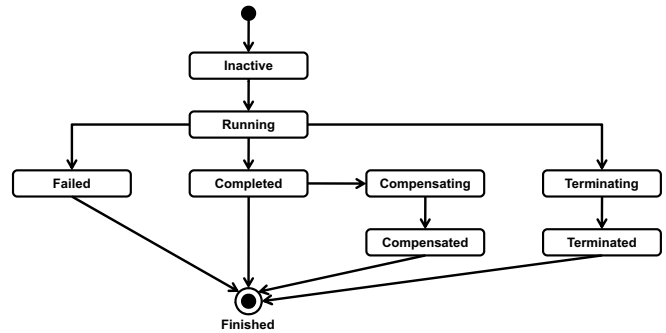 Inactive
Running
Failed
Completed
Compensating
Terminating
Compensated
Terminated
Finished